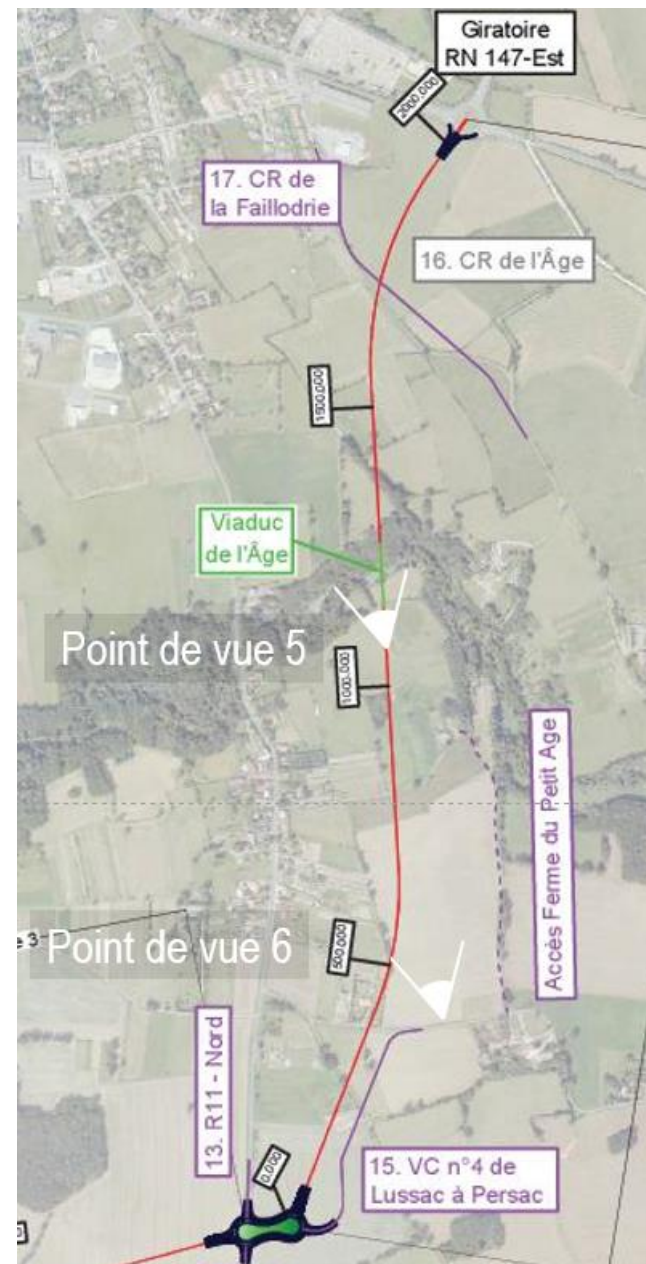 Giratoire
RN 147-Est
2000,000
17. CR de
la Faillodrie
16. CR de l'Âge
1500,000
Viaduc
de l'Âge
Point de vue 5
1000,000
Accès Ferme du Petit Age
e 3
Point de vue 6
500,000
13. R11 - Nord
0,000
15. VC n°4 de
Lussac à Persac